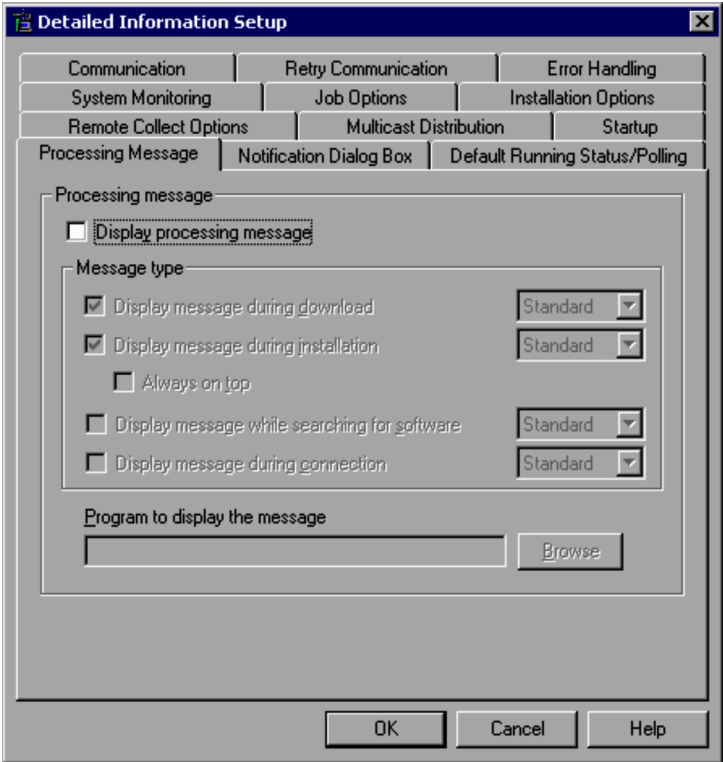 Detailed Information Setup
Communication Retry Communication Error Handling
System Monitoring Job Options Installation Options
Remote Collect Options Multicast Distribution Startup
Processing Message Notification Dialog Box Default Running Status/Polling
Processing message
Display processing message
Message type
Display message during download Standard
Display message during installation Standard
Always on top
Display message while searching for software Standard
Display message during connection Standard
Program to display the message
Browse
OK Cancel Help